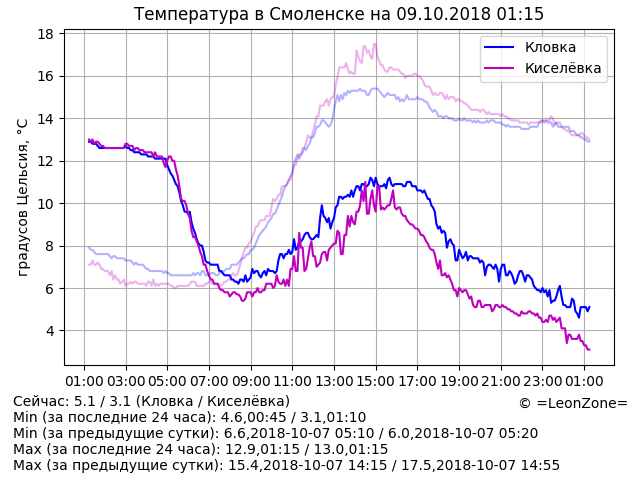 Температура в Смоленске на 09.10.2018 01:15
градусов Цельсия, °C
18
16
14
12
10
8
6
4
Кловка
Киселёвка
01:00 03:00 05:00 07:00 09:00 11:00 13:00 15:00 17:00 19:00 21:00 23:00 01:00
Сейчас: 5.1 / 3.1 (Кловка / Киселёвка)
© =LeonZone=
Min (за последние 24 часа): 4.6,00:45 / 3.1,01:10
Min (за предыдущие сутки): 6.6,2018-10-07 05:10 / 6.0,2018-10-07 05:20
Max (за последние 24 часа): 12.9,01:15 / 13.0,01:15
Max (за предыдущие сутки): 15.4,2018-10-07 14:15 / 17.5,2018-10-07 14:55